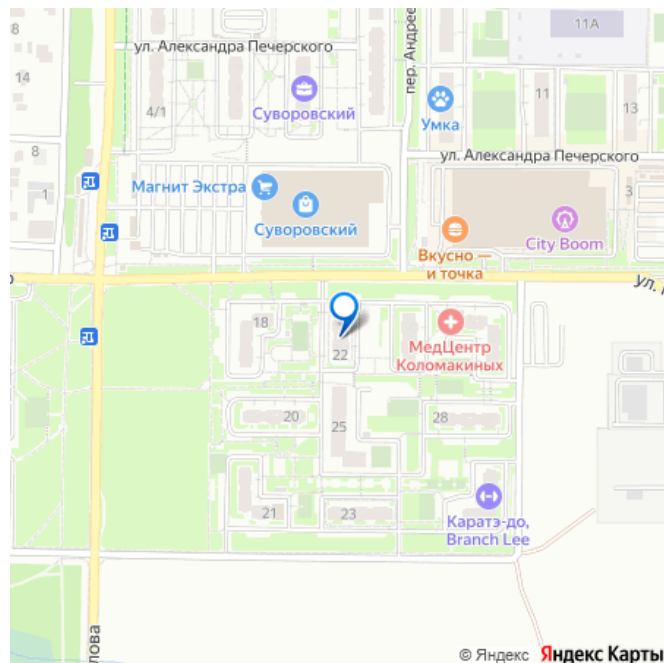 8
14
ул. Александра Печерского
пер. Андрее
11А
Суворовский
4/1
Умка
11
13
8
1
ул. Александра Печерского
Магнит Экстра
Суворовский
3
City Boom
Вкусно —
и точка
о
ул.
18
22
МедЦентр
Коломакиных
20
25
28
21
23
Каратэ-до,
Branch Lee
лова
© Яндекс Яндекс Карты